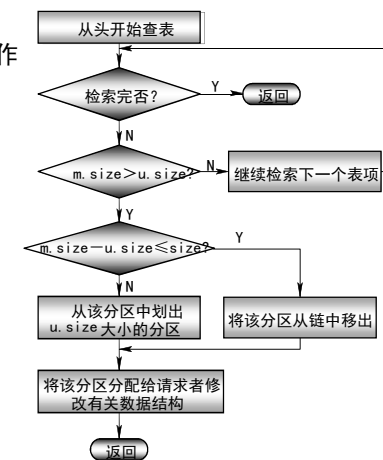 从头开始查表
作
检索完否?
Y
返回
N
m.size>u.size?
N
继续检索下一个表项
Y
m.size-u.size≤size?
Y
N
从该分区中划出
u.size大小的分区
将该分区从链中移出
将该分区分配给请求者修
改有关数据结构
返回